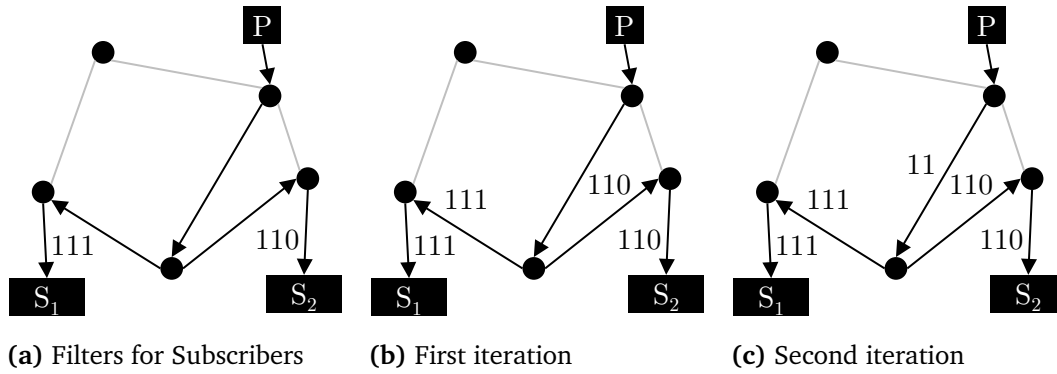 P
111
110
S1
S2
(a) Filters for Subscribers
P
110
111
111
110
S1
S2
(b) First iteration
P
11
110
111
111
110
S1
S2
(c) Second iteration